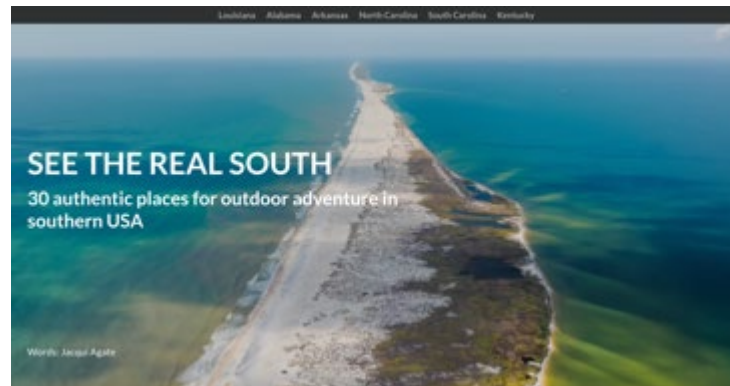 Louisiana Alabama Arkansas North Carolina South Carolina Kentucky
SEE THE REAL SOUTH
30 authentic places for outdoor adventure in
southern USA
Words: Jacqui Agate